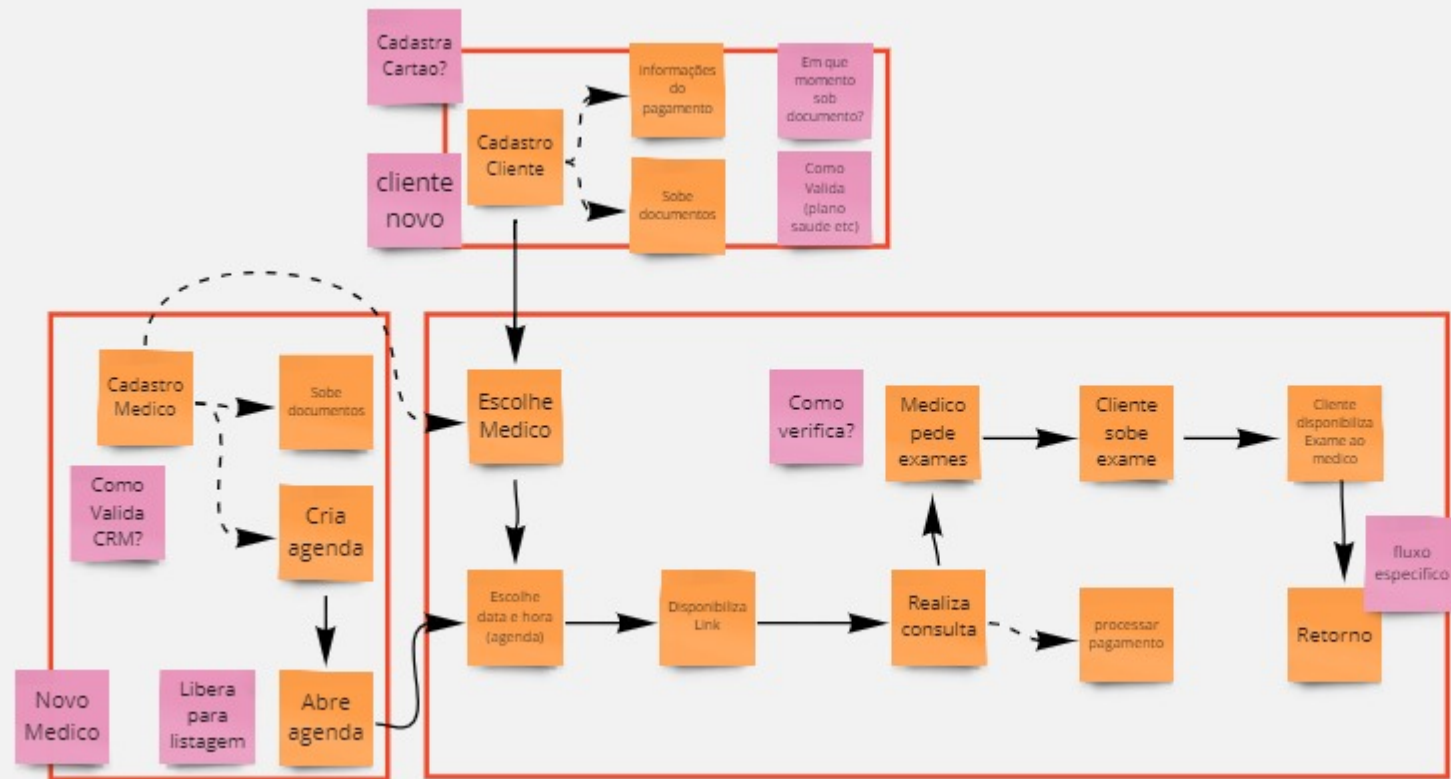 Cadastra
Cartao?
Informações
do
pagamento
Em que
momento
sob
documento?
Cadastro
Cliente
cliente
novo
Sobe
documentos
Como
Valida
(plano
saude etc)
Cadastro
Medico
Sobe
documentos
Como
Valida
CRM?
Cria
agenda
Novo
Medico
Libera
para
listagem
Abre
agenda
Escolhe
Medico
Como
verifica?
Medico
pede
exames
Cliente
sobe
exame
Cliente
disponibiliza
Exame ao
medico
fluxo
especifico
Escolhe
data e hora
(agenda)
Disponibiliza
Link
Realiza
consulta
processar
pagamento
Retorno